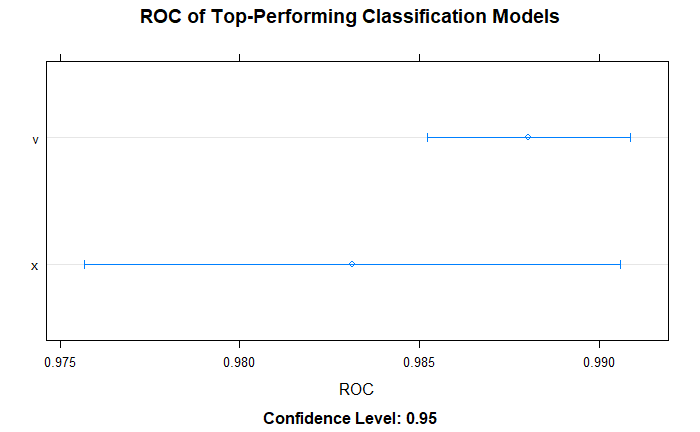 ROC of Top-Performing Classification Models
v
x
0.975 0.980 0.985 0.990
ROC
Confidence Level: 0.95